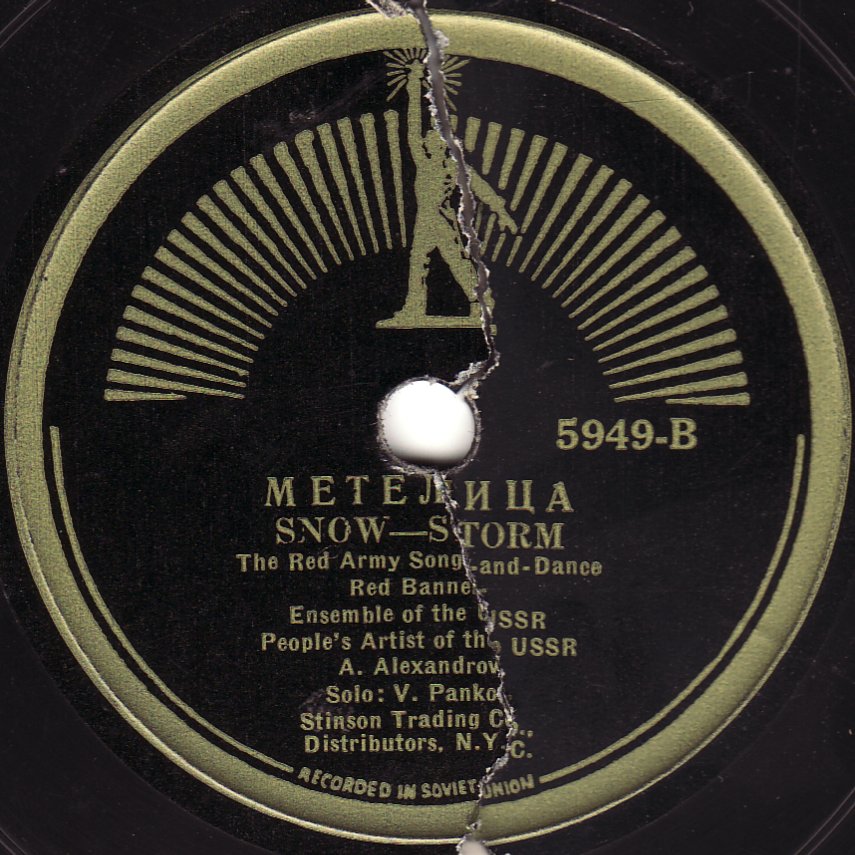 5949-B
МЕТЕЛИЦА
SNOW—STORM
The Red Army Song-and-Dance
Red Banner
Ensemble of the USSR
People's Artist of the USSR
A. Alexandrov
Solo: V.
Stinson Trading Co.,
Distributors, N.Y.C.
RECORDED IN SOVIET UNION